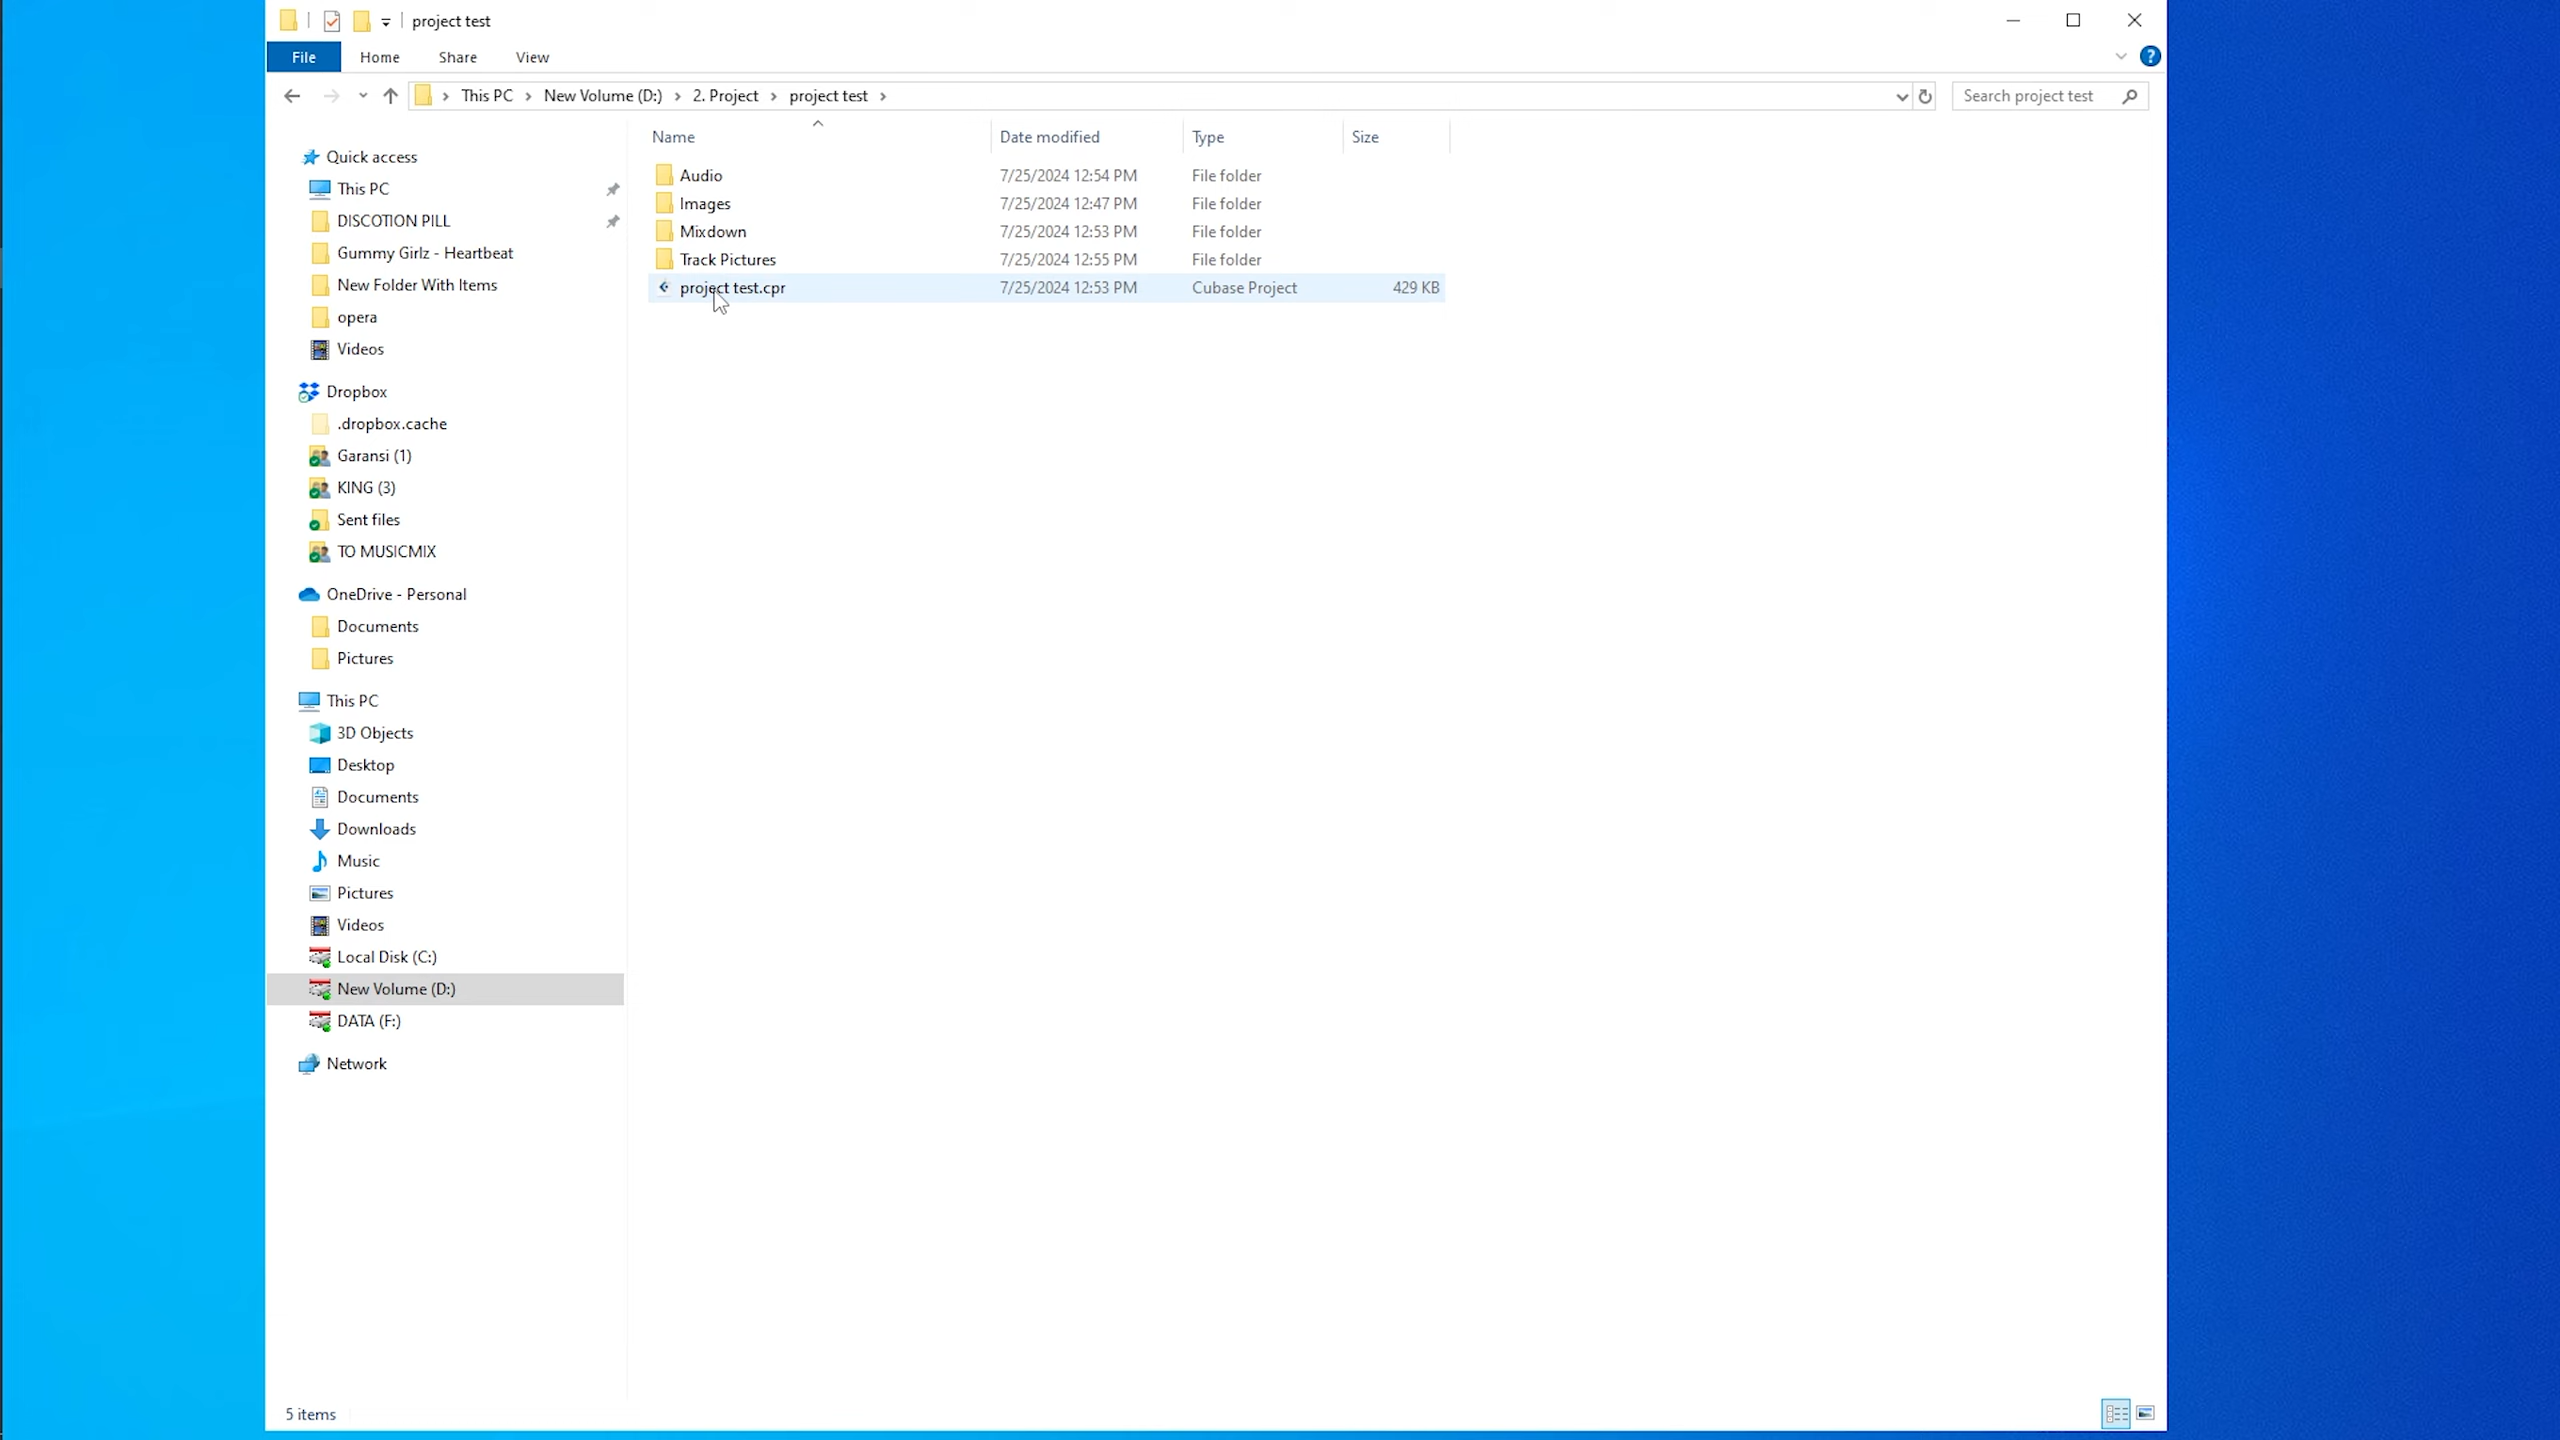 project test
File Home Share View
This PC New Volume (D:) 2. Project project test
Search project test
Name Date modified Type Size
Audio 7/25/2024 12:54 PM File folder
Images 7/25/2024 12:47 PM File folder
Mixdown 7/25/2024 12:53 PM File folder
Track Pictures 7/25/2024 12:55 PM File folder
project test.cpr 7/25/2024 12:53 PM Cubase Project 429 KB
Quick access
This PC
DISCOTION PILL
Gummy Girlz - Heartbeat
New Folder With Items
opera
Videos
Dropbox
.dropbox.cache
Garansi (1)
KING (3)
Sent files
TO MUSICMIX
OneDrive - Personal
Documents
Pictures
This PC
3D Objects
Desktop
Documents
Downloads
Music
Pictures
Videos
Local Disk (C:)
New Volume (D:)
DATA (F:)
Network
5 items